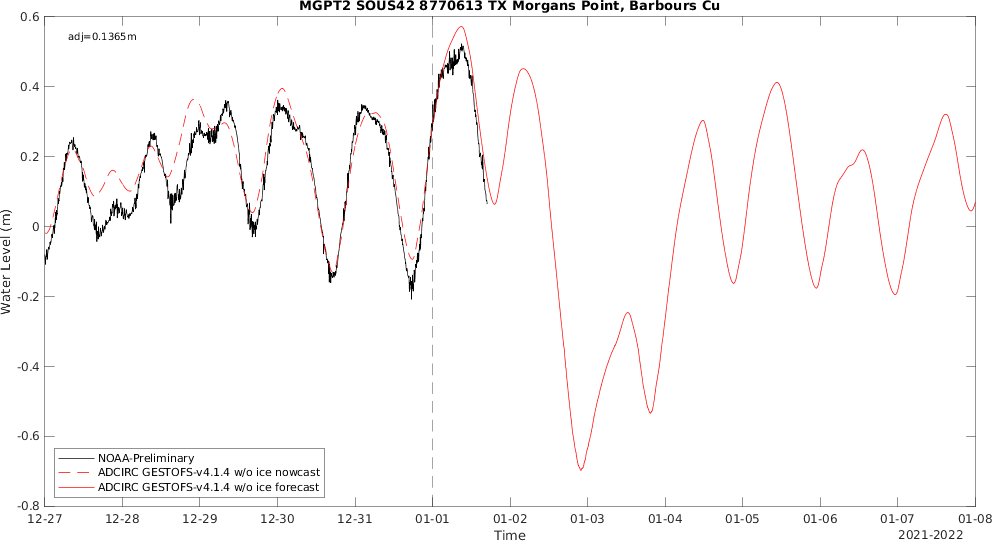 MGPT2 SOUS42 8770613 TX Morgans Point, Barbours Cu
adj=0.1365m
0.6
0.4
0.2
0
-0.2
-0.4
-0.6
-0.8
Water Level (m)
NOAA-Preliminary
ADCIRC GESTOFS-v4.1.4 w/o ice nowcast
ADCIRC GESTOFS-v4.1.4 w/o ice forecast
12-27 12-28 12-29 12-30 12-31 01-01 01-02 01-03 01-04 01-05 01-06 01-07 01-08
Time
2021-2022